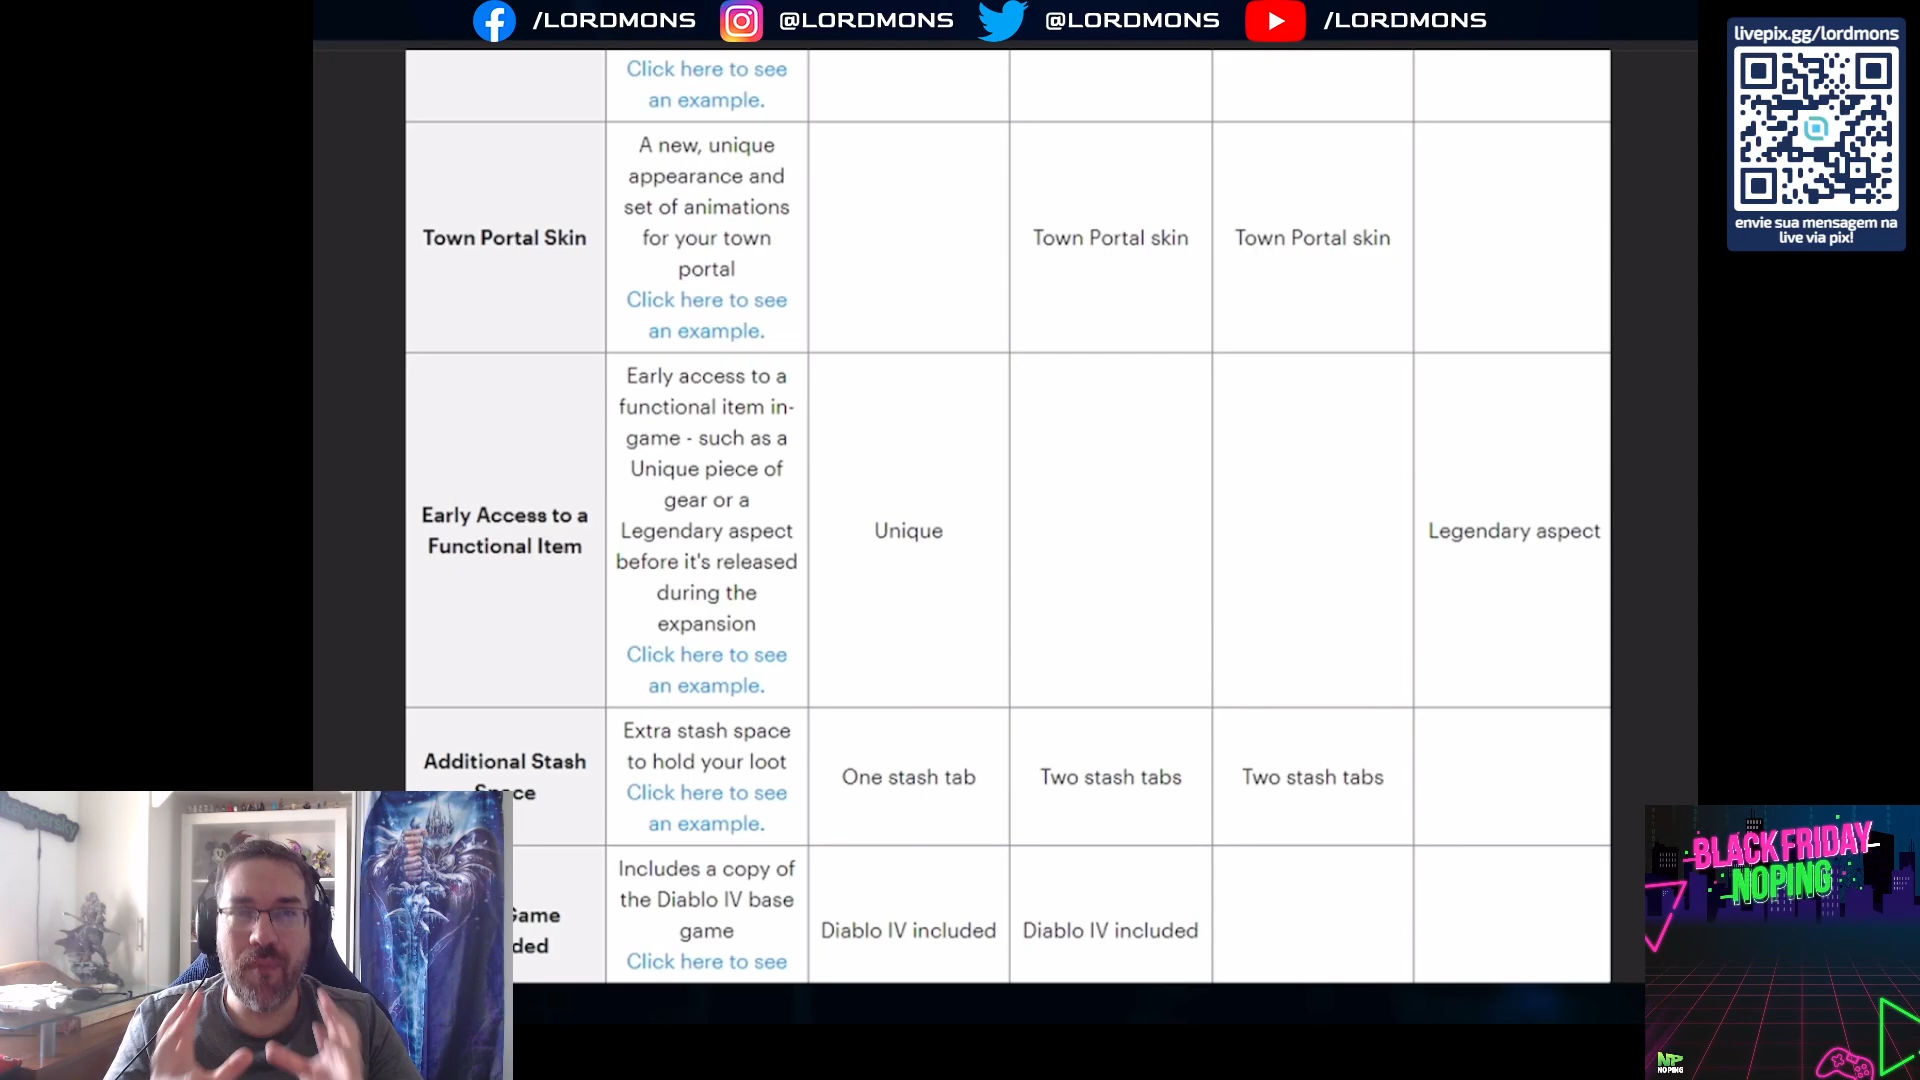 /LORDMONS
@LORDMONS
@LORDMONS
/LORDMONS
livepix.gg/lordmons
envie sua mensagem na
live via pix!
Click here to see
an example.
Town Portal Skin
A new, unique
appearance and
set of animations
for your town
portal
Click here to see
an example.
Town Portal skin
Town Portal skin
Early Access to a
Functional Item
Early access to a
functional item in-
game - such as a
Unique piece of
gear or a
Legendary aspect
before it's released
during the
expansion
Click here to see
an example.
Unique
Legendary aspect
Additional Stash
Extra stash space
to hold your loot
Click here to see
an example.
One stash tab
Two stash tabs
Two stash tabs
Includes a copy of
the Diablo IV base
game
Click here to see
Diablo IV included
Diablo IV included
kaspersky
BLACK FRIDAY
NOPING
NP
NOPING